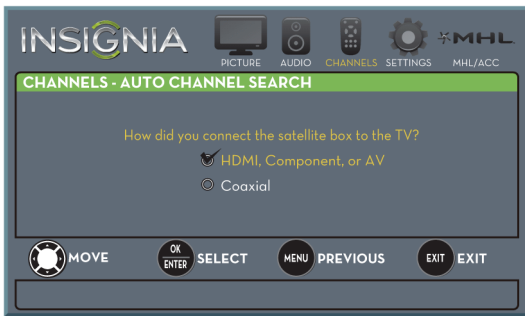 INSIGNIA
PICTURE AUDIO CHANNELS SETTINGS MHL MHL/ACC
CHANNELS - AUTO CHANNEL SEARCH
How did you connect the satellite box to the TV?
HDMI, Component, or AV
Coaxial
MOVE OK ENTER SELECT MENU PREVIOUS EXIT EXIT